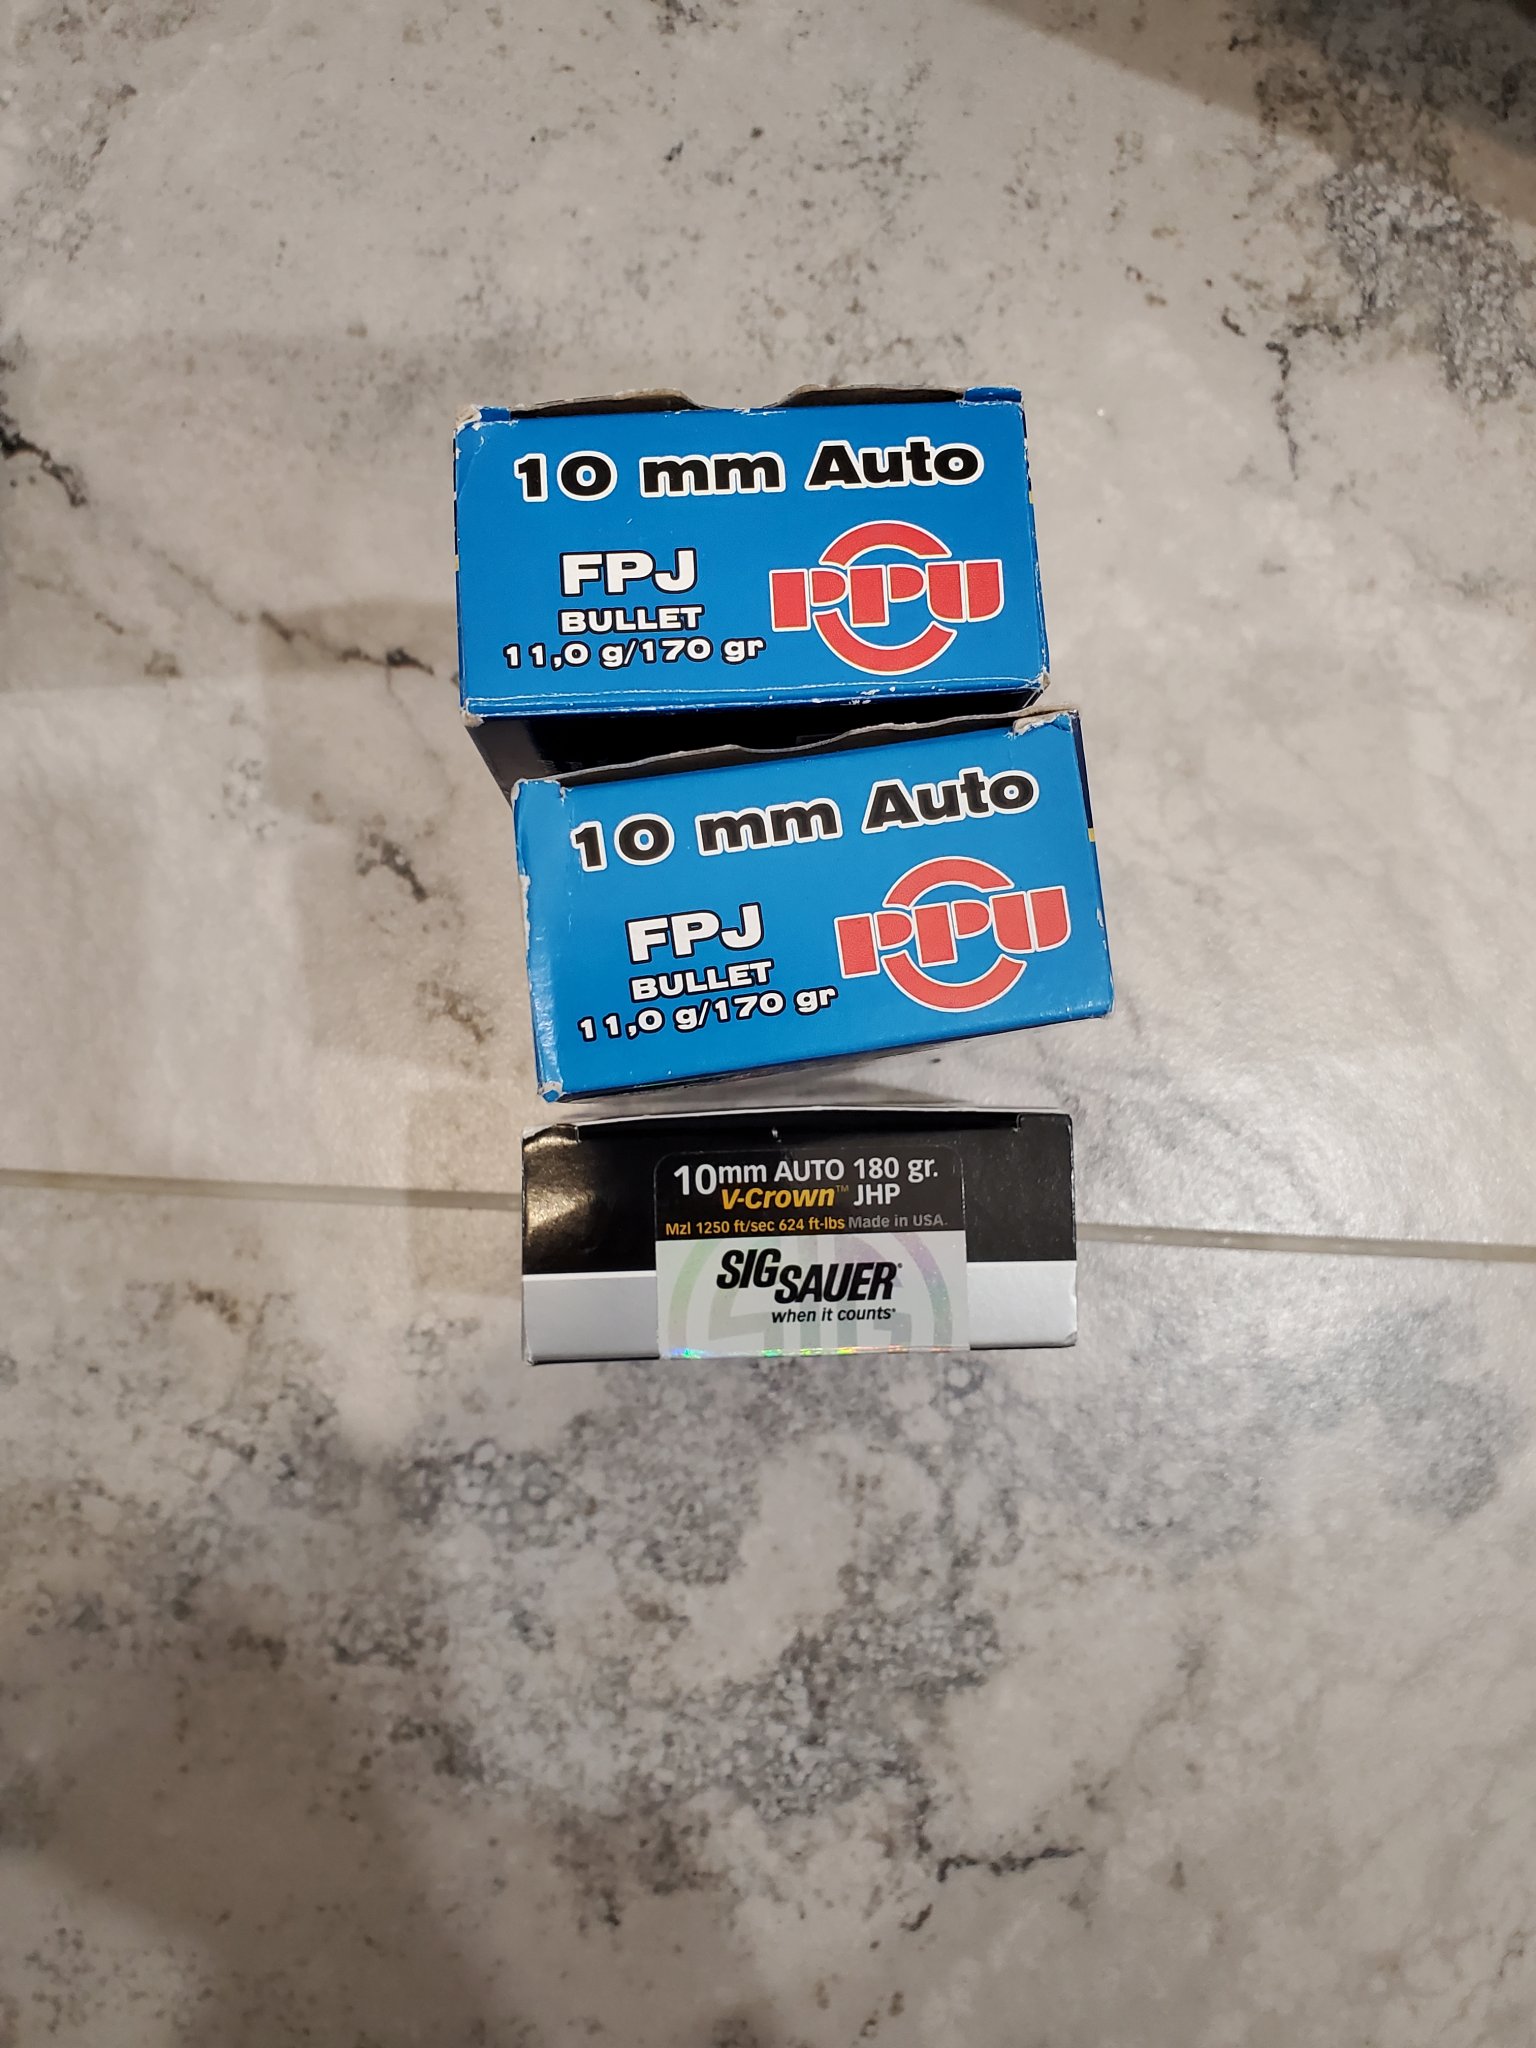 10 mm Auto
FPJ
BULLET
11,0 g/170 gr
PPU
10 mm Auto
FPJ
BULLET
11,0 g/170 gr
PPU
10mm AUTO 180 gr.
V-Crown™ JHP
Mzl 1250 ft/sec 624 ft-lbs Made in USA.
SIG SAUER®
when it counts®
SIG